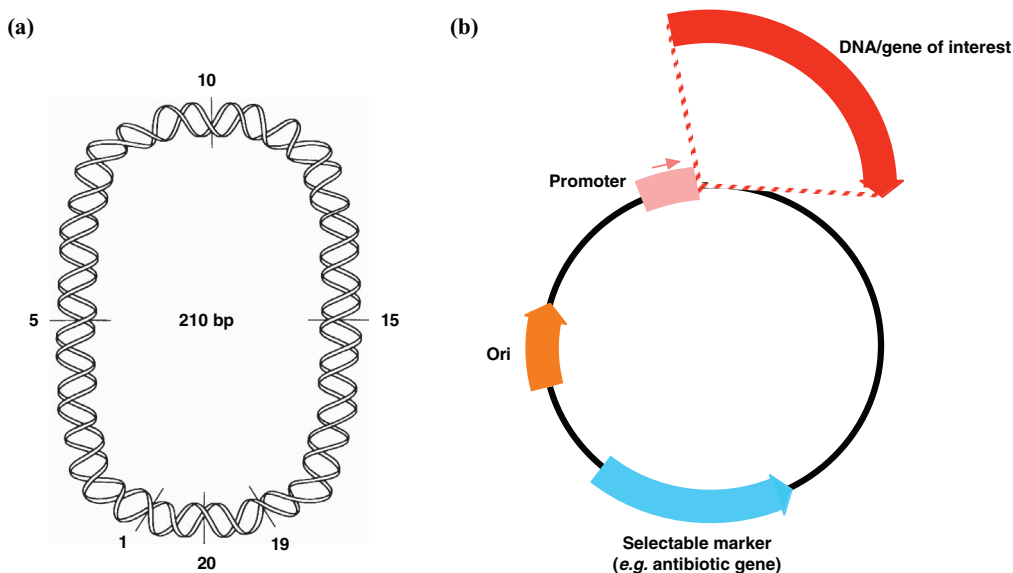 (a)
10
5
210 bp
15
1
20
19
(b)
DNA/gene of interest
Promoter
Ori
Selectable marker
(e.g. antibiotic gene)